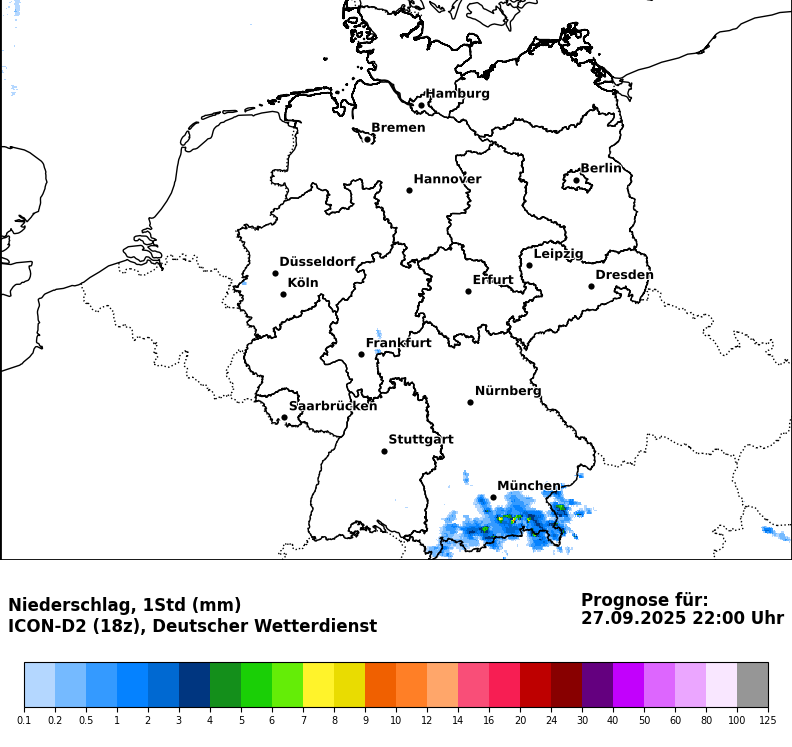 Hamburg
Bremen
Berlin
Hannover
Leipzig
Düsseldorf
Dresden
Köln
Erfurt
Frankfurt
Nürnberg
Saarbrücken
Stuttgart
München
Niederschlag, 1Std (mm)
ICON-D2 (18z), Deutscher Wetterdienst
Prognose für:
27.09.2025 22:00 Uhr
0.1 0.2 0.5 1 2 3 4 5 6 7 8 9 10 12 14 16 20 24 30 40 50 60 80 100 125